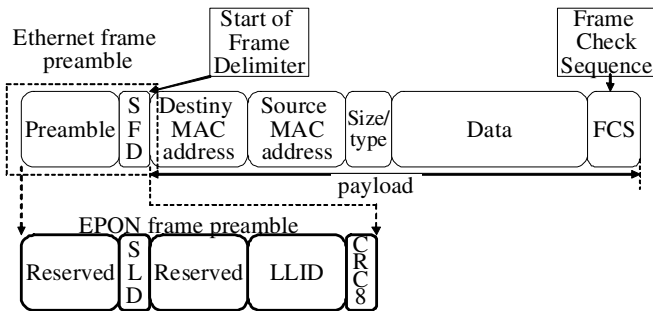 Ethernet frame
preamble
Start of
Frame
Delimiter
Frame
Check
Sequence
Preamble
S
F
D
Destiny
MAC
address
Source
MAC
address
Size/
type
Data
FCS
payload
EPON frame preamble
Reserved
S
L
D
Reserved
LLID
C
R
C
8